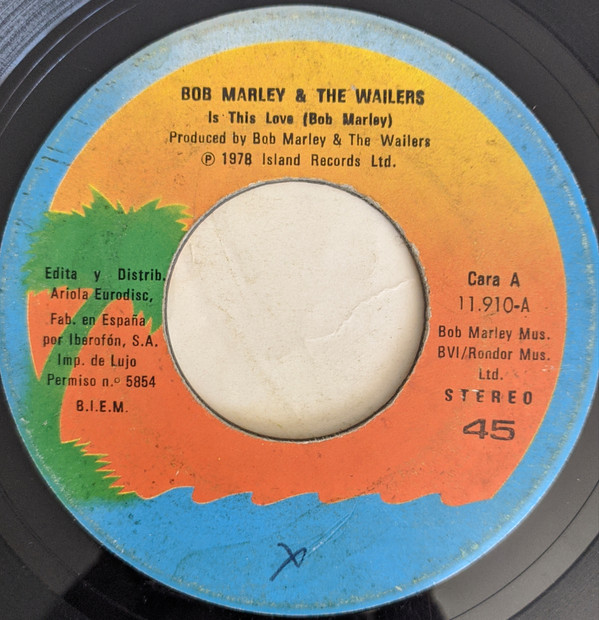 BOB MARLEY & THE WAILERS
Is This Love (Bob Marley)
Produced by Bob Marley & The Wailers
℗ 1978 Island Records Ltd.
Edita y Distrib.
Ariola Eurodisc,
Fab. en España
por Iberofón, S.A.
Imp. de Lujo
Permiso n.º 5854
B.I.E.M.
Cara A
11.910-A
Bob Marley Mus.
BVI/Rondor Mus.
Ltd.
STEREO
45
X